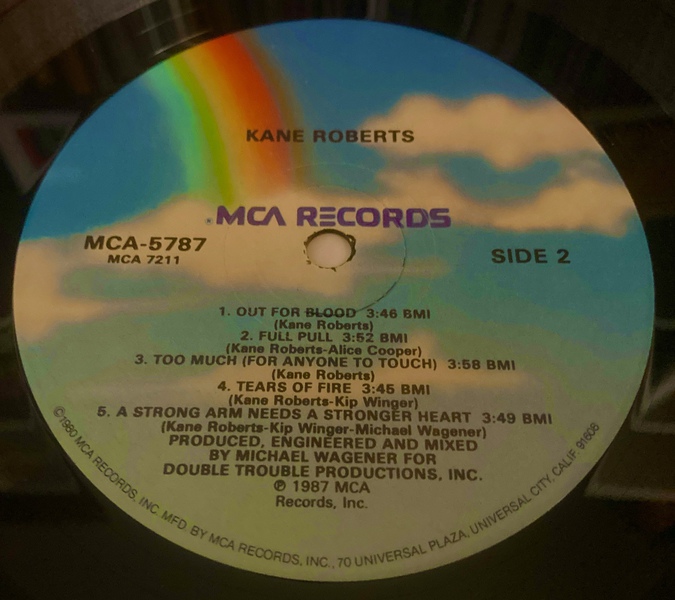 KANE ROBERTS
MCA RECORDS
MCA-5787
MCA 7211
SIDE 2
1. OUT FOR BLOOD 3:46 BMI
(Kane Roberts)
2. FULL PULL 3:52 BMI
(Kane Roberts-Alice Cooper)
3. TOO MUCH (FOR ANYONE TO TOUCH) 3:58 BMI
(Kane Roberts)
4. TEARS OF FIRE 3:45 BMI
(Kane Roberts-Kip Winger)
5. A STRONG ARM NEEDS A STRONGER HEART 3:49 BMI
(Kane Roberts-Kip Winger-Michael Wagener)
PRODUCED, ENGINEERED AND MIXED
BY MICHAEL WAGENER FOR
DOUBLE TROUBLE PRODUCTIONS, INC.
℗ 1987 MCA
Records, Inc.
©1980 MCA RECORDS, INC. MFD. BY MCA RECORDS, INC., 70 UNIVERSAL PLAZA, UNIVERSAL CITY, CALIF. 91608